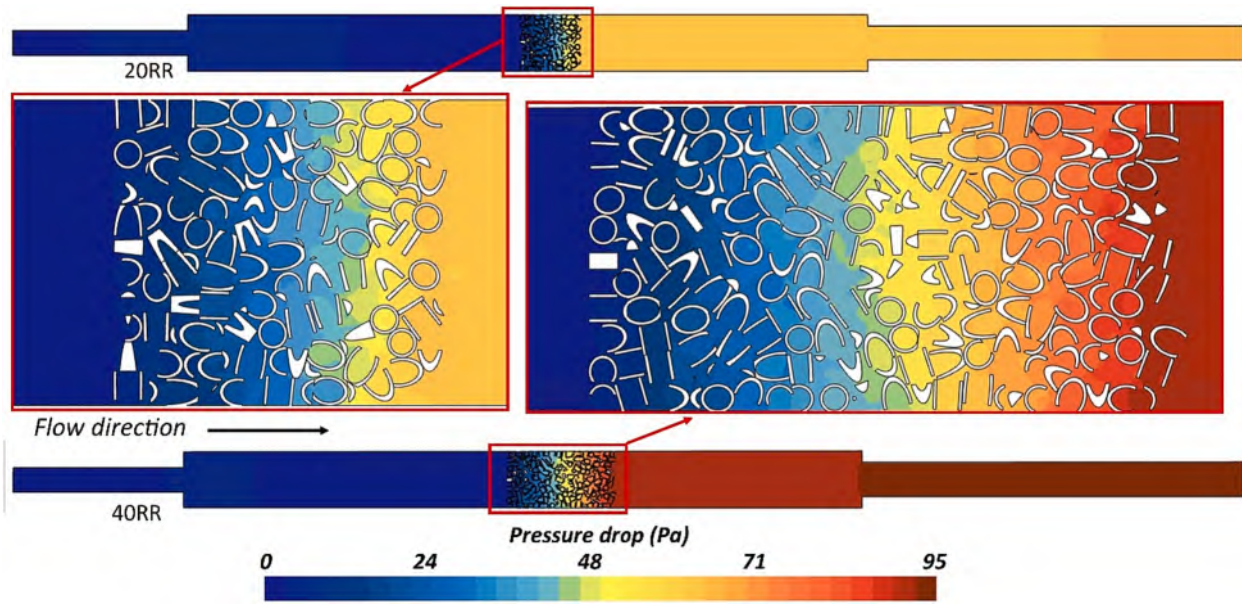 20RR
Flow direction
40RR
Pressure drop (Pa)
0 24 48 71 95